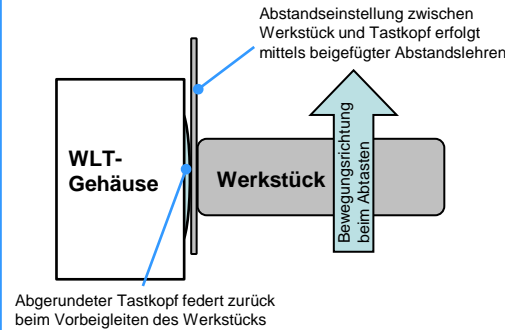 Abstandseinstellung zwischen
Werkstück und Tastkopf erfolgt
mittels beigefügter Abstandslehren
WLT-
Gehäuse
Werkstück
Bewegungsrichtung
beim Abtasten
Abgerundeter Tastkopf federt zurück
beim Vorbeigleiten des Werkstücks